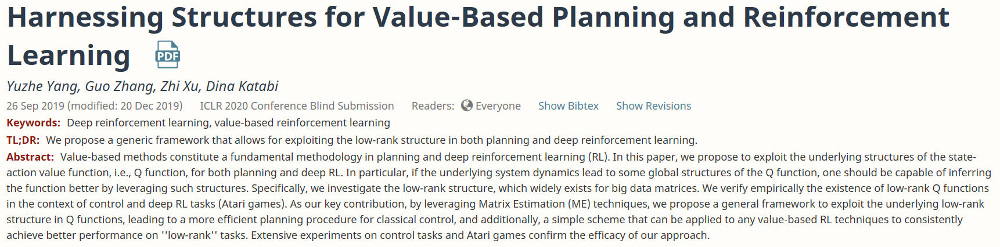 Harnessing Structures for Value-Based Planning and Reinforcement
Learning PDF
Yuzhe Yang, Guo Zhang, Zhi Xu, Dina Katabi
26 Sep 2019 (modified: 20 Dec 2019) ICLR 2020 Conference Blind Submission Readers: Everyone Show Bibtex Show Revisions
Keywords: Deep reinforcement learning, value-based reinforcement learning
TL;DR: We propose a generic framework that allows for exploiting the low-rank structure in both planning and deep reinforcement learning.
Abstract: Value-based methods constitute a fundamental methodology in planning and deep reinforcement learning (RL). In this paper, we propose to exploit the underlying structures of the state-
action value function, i.e., Q function, for both planning and deep RL. In particular, if the underlying system dynamics lead to some global structures of the Q function, one should be capable of inferring
the function better by leveraging such structures. Specifically, we investigate the low-rank structure, which widely exists for big data matrices. We verify empirically the existence of low-rank Q functions
in the context of control and deep RL tasks (Atari games). As our key contribution, by leveraging Matrix Estimation (ME) techniques, we propose a general framework to exploit the underlying low-rank
structure in Q functions, leading to a more efficient planning procedure for classical control, and additionally, a simple scheme that can be applied to any value-based RL techniques to consistently
achieve better performance on ''low-rank'' tasks. Extensive experiments on control tasks and Atari games confirm the efficacy of our approach.